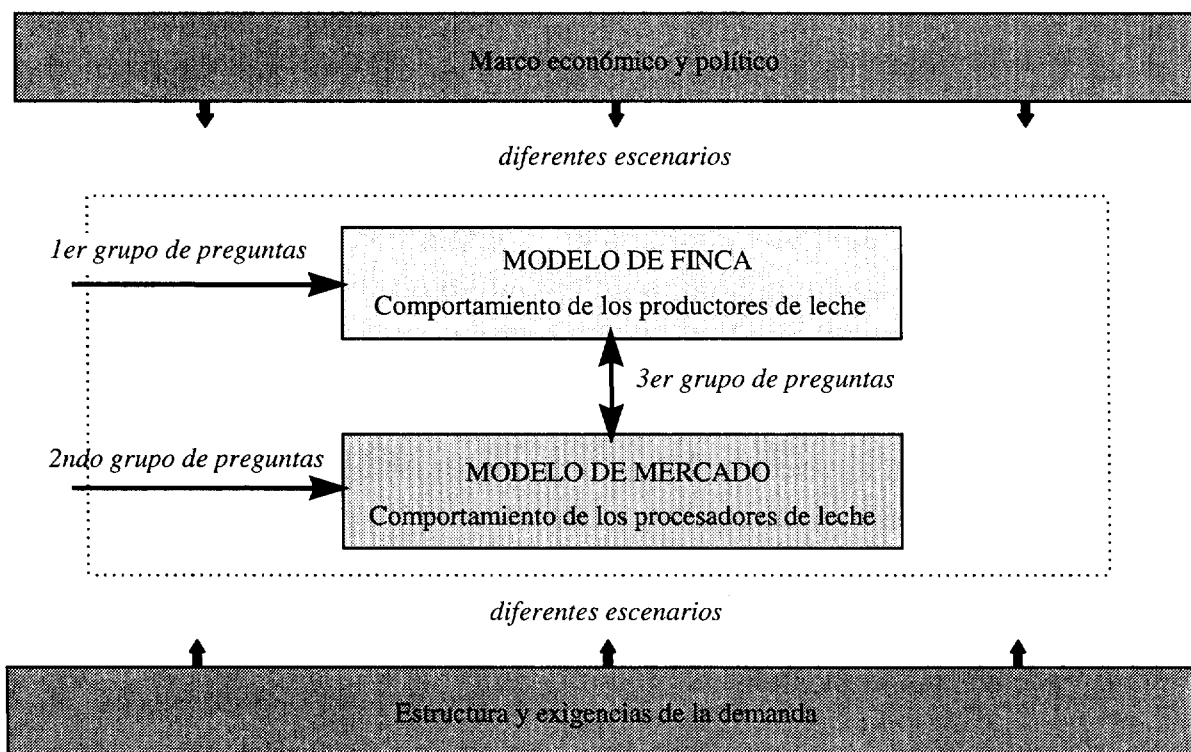 Marco económico y político
diferentes escenarios
1er grupo de preguntas
MODELO DE FINCA
Comportamiento de los productores de leche
3er grupo de preguntas
2ndo grupo de preguntas
MODELO DE MERCADO
Comportamiento de los procesadores de leche
diferentes escenarios
Estructura y exigencias de la demanda